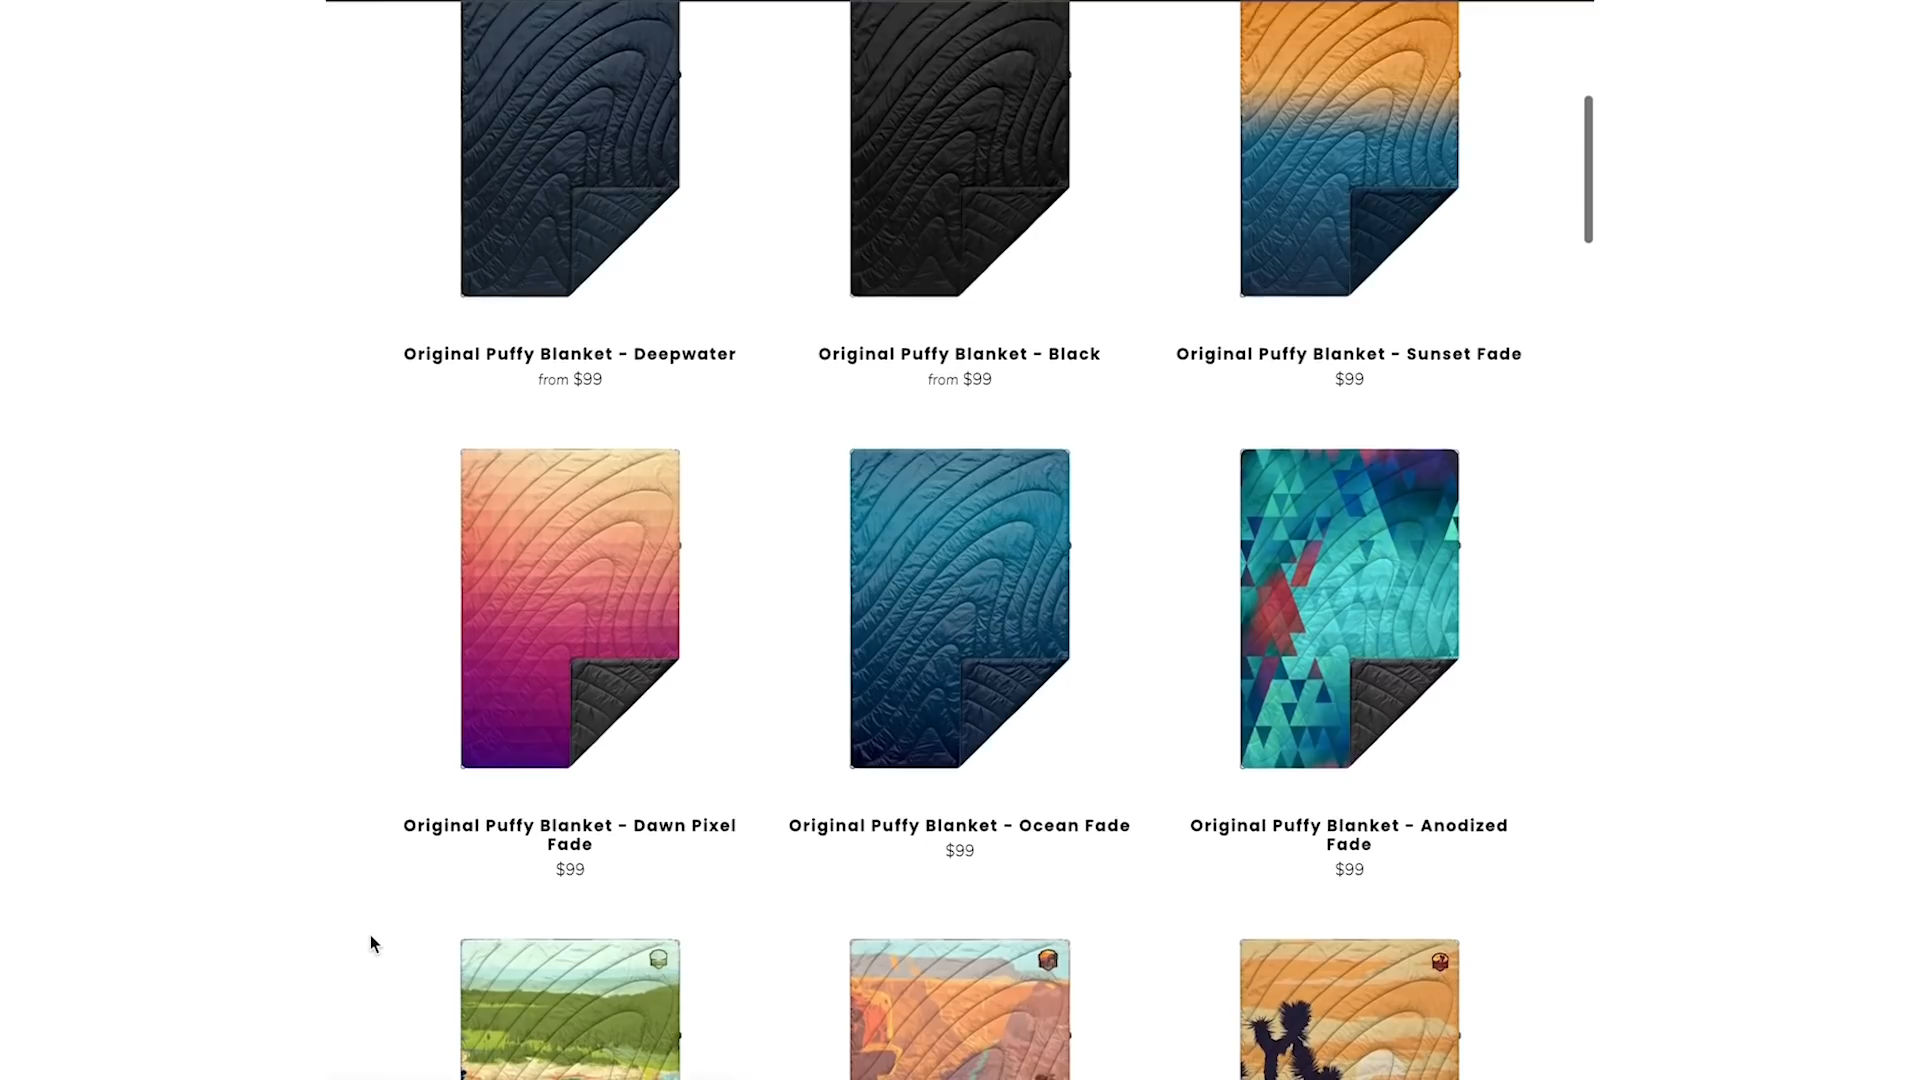 Original Puffy Blanket - Deepwater
from $99
Original Puffy Blanket - Black
from $99
Original Puffy Blanket - Sunset Fade
$99
Original Puffy Blanket - Dawn Pixel
Fade
$99
Original Puffy Blanket - Ocean Fade
$99
Original Puffy Blanket - Anodized
Fade
$99